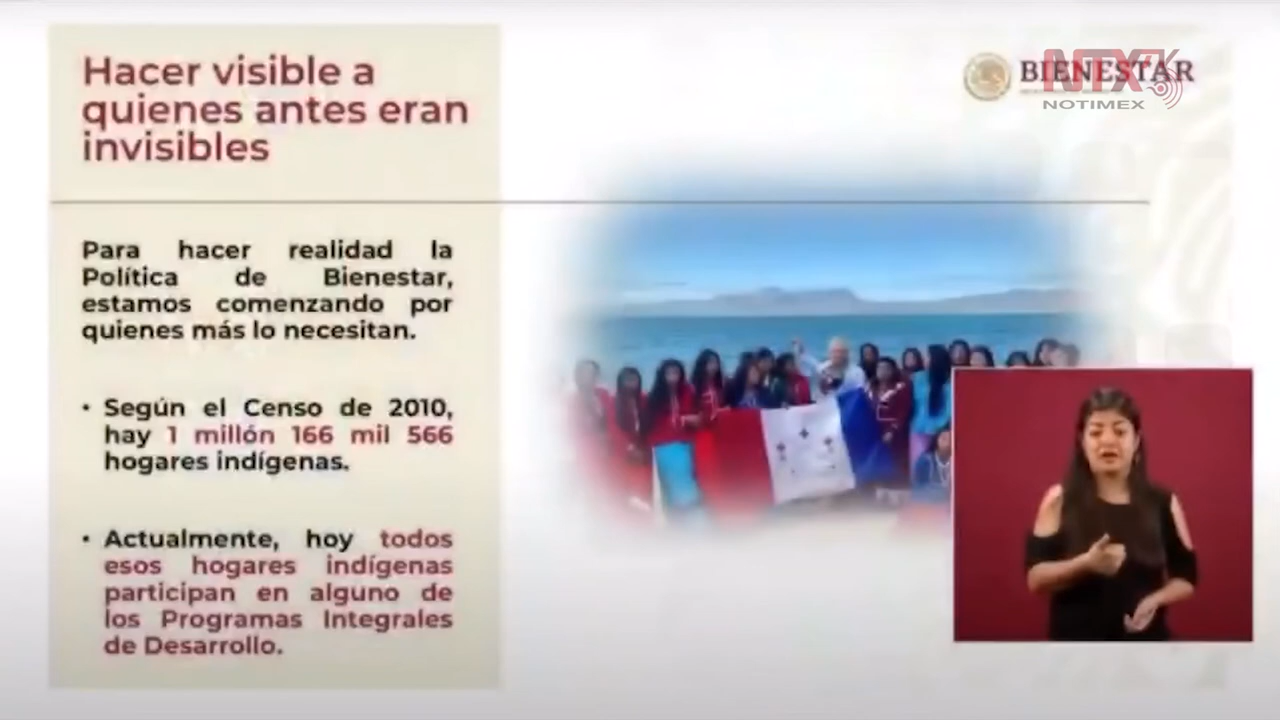 Hacer visible a
quienes antes eran
invisibles
BIENESTAR
NTX
NOTIMEX
Para hacer realidad la
Política de Bienestar,
estamos comenzando por
quienes más lo necesitan.
• Según el Censo de 2010,
hay 1 millón 166 mil 566
hogares indígenas.
• Actualmente, hoy todos
esos hogares indígenas
participan en alguno de
los Programas Integrales
de Desarrollo.